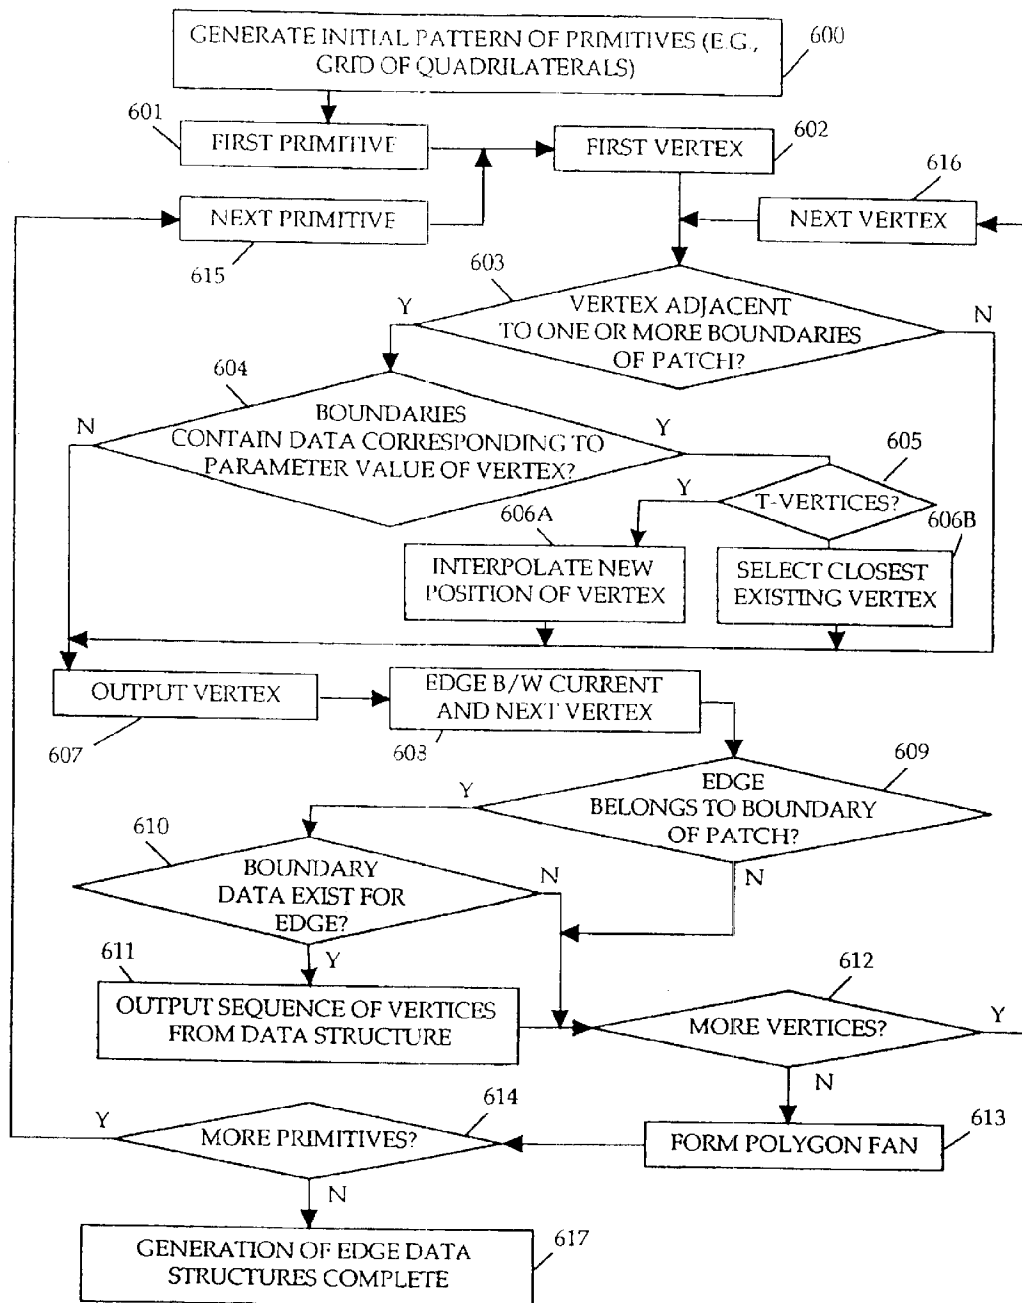 GENERATE INITIAL PATTERN OF PRIMITIVES (E.G.,
GRID OF QUADRILATERALS)
600
601
FIRST PRIMITIVE
FIRST VERTEX
602
616
NEXT PRIMITIVE
NEXT VERTEX
615
603
Y
VERTEX ADJACENT
TO ONE OR MORE BOUNDARIES
OF PATCH?
N
604
N
BOUNDARIES
CONTAIN DATA CORRESPONDING TO
PARAMETER VALUE OF VERTEX?
Y
605
Y
T-VERTICES?
606A
606B
INTERPOLATE NEW
POSITION OF VERTEX
SELECT CLOSEST
EXISTING VERTEX
OUTPUT VERTEX
EDGE B/W CURRENT
AND NEXT VERTEX
607
608
609
Y
EDGE
BELONGS TO BOUNDARY
OF PATCH?
N
610
BOUNDARY
DATA EXIST FOR
EDGE?
N
Y
611
OUTPUT SEQUENCE OF VERTICES
FROM DATA STRUCTURE
612
MORE VERTICES?
Y
N
614
Y
MORE PRIMITIVES?
FORM POLYGON FAN
613
N
GENERATION OF EDGE DATA
STRUCTURES COMPLETE
617